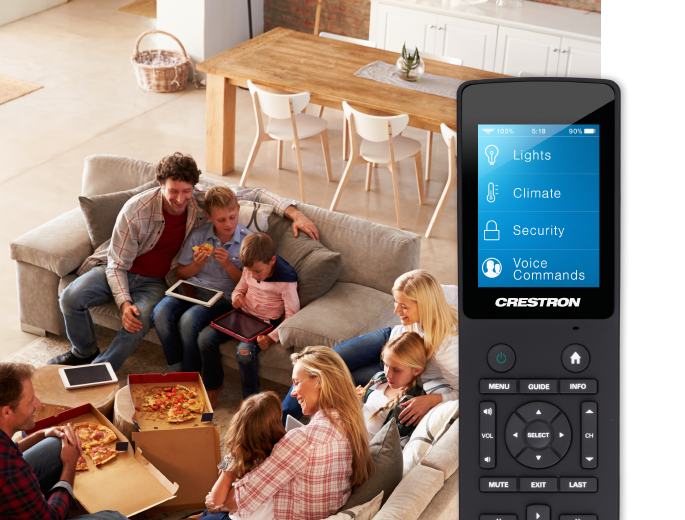 100% 5:18 90%
Lights
Climate
Security
Voice
Commands
CRESTRON
MENU GUIDE INFO
VOL SELECT CH
MUTE EXIT LAST